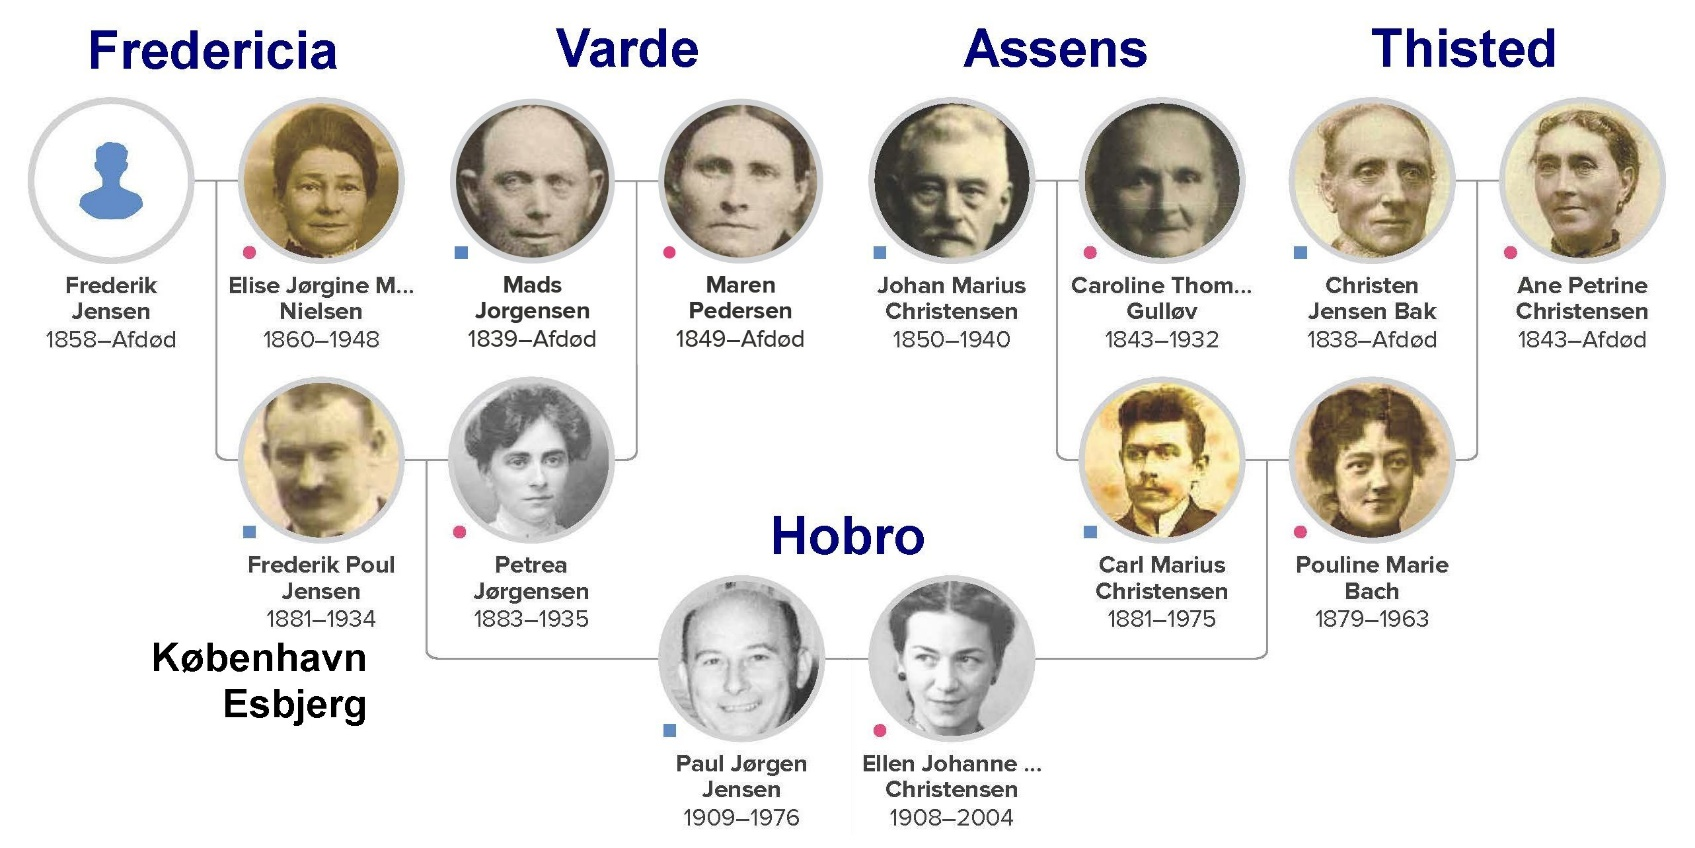 Fredericia
Varde
Assens
Thisted
Frederik
Jensen
1858–Afdød
Elise Jørgine M...
Nielsen
1860–1948
Mads
Jorgensen
1839–Afdød
Maren
Pedersen
1849–Afdød
Johan Marius
Christensen
1850–1940
Caroline Thom...
Gulløv
1843–1932
Christen
Jensen Bak
1838–Afdød
Ane Petrine
Christensen
1843–Afdød
Frederik Poul
Jensen
1881–1934
Petrea
Jørgensen
1883–1935
Carl Marius
Christensen
1881–1975
Pouline Marie
Bach
1879–1963
København
Esbjerg
Hobro
Paul Jørgen
Jensen
1909–1976
Ellen Johanne ...
Christensen
1908–2004